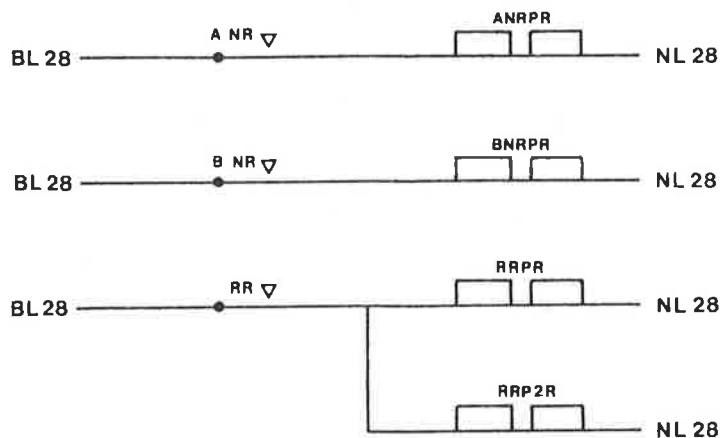 ANRPR
A NR
BL 28 NL 28
BNRPR
B NR
BL 28 NL 28
RRPR
RR
BL 28 NL 28
RRP2R
NL 28